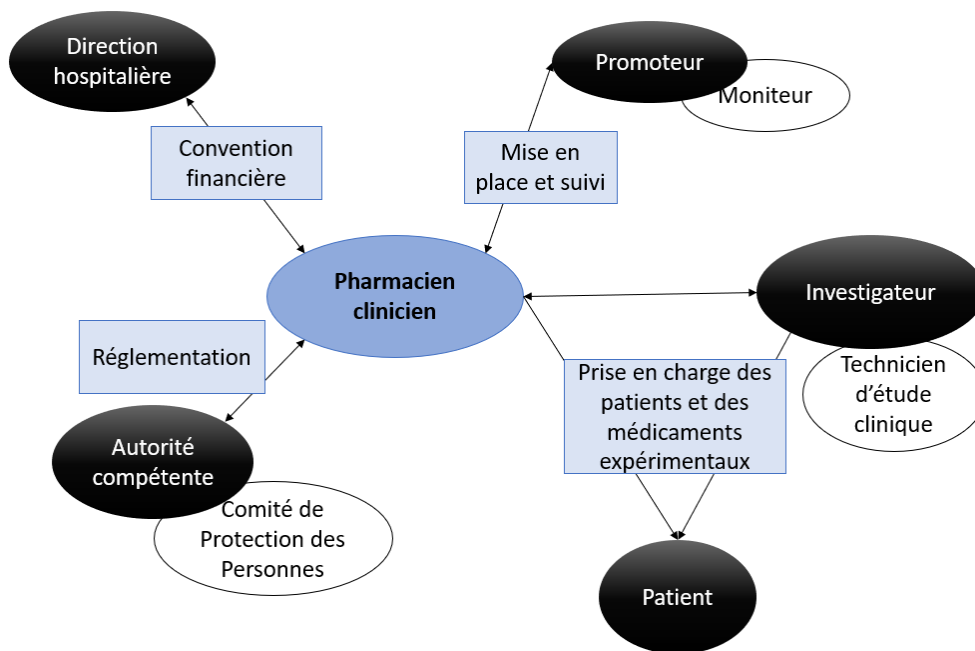 Direction
hospitalière
Promoteur
Moniteur
Convention
financière
Mise en
place et suivi
Pharmacien
clinicien
Investigateur
Technicien
d’étude
clinique
Réglementation
Prise en charge des
patients et des
médicaments
expérimentaux
Autorité
compétente
Comité de
Protection des
Personnes
Patient